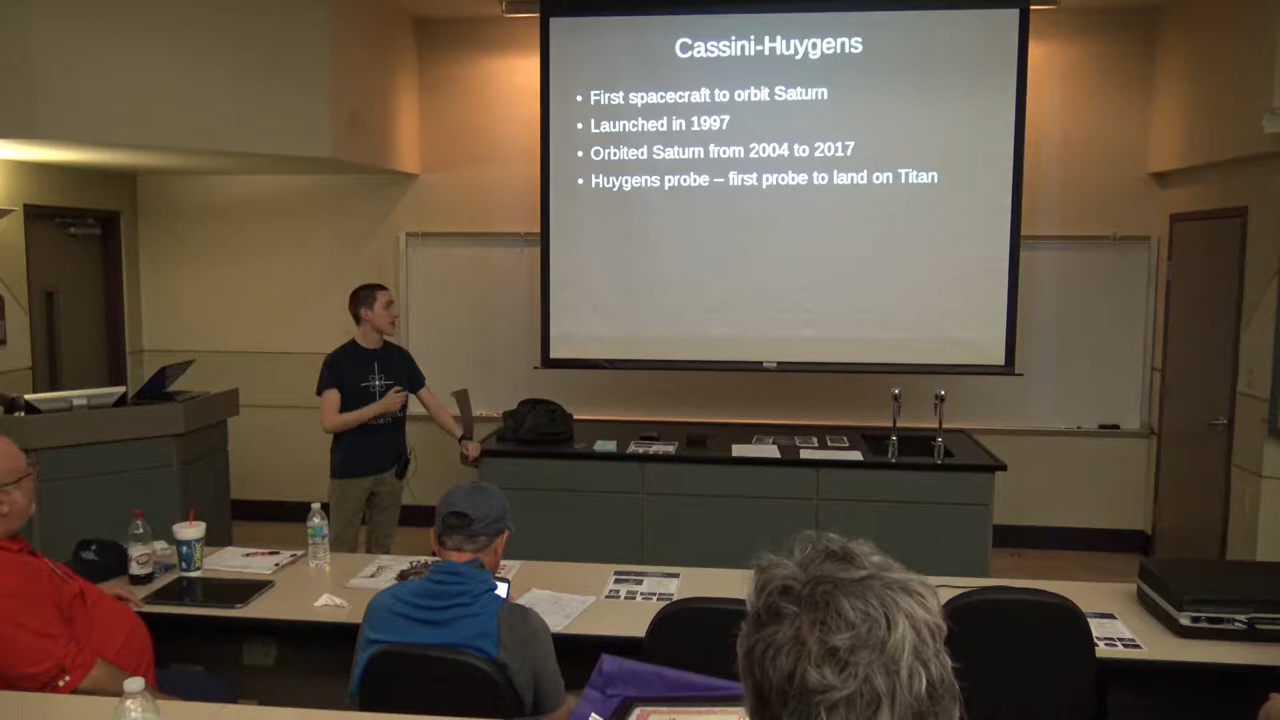 Cassini-Huygens
• First spacecraft to orbit Saturn
• Launched in 1997
• Orbited Saturn from 2004 to 2017
• Huygens probe – first probe to land on Titan